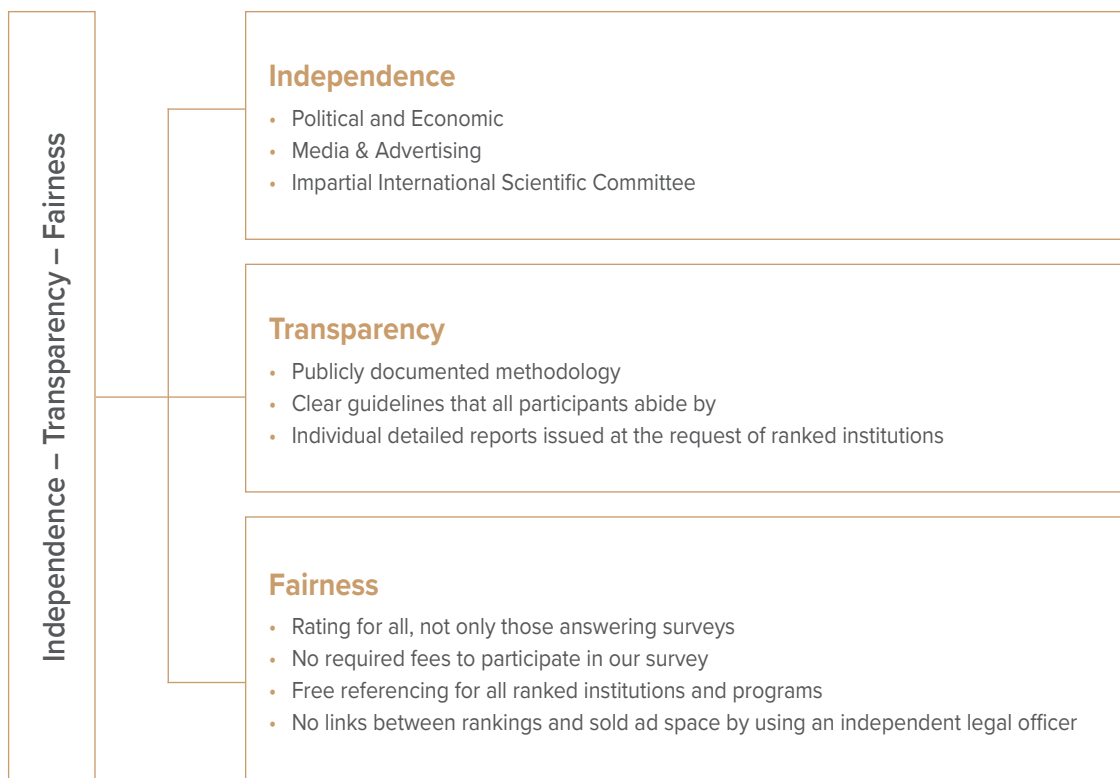 Independence – Transparency – Fairness
Independence
• Political and Economic
• Media & Advertising
• Impartial International Scientific Committee
Transparency
• Publicly documented methodology
• Clear guidelines that all participants abide by
• Individual detailed reports issued at the request of ranked institutions
Fairness
• Rating for all, not only those answering surveys
• No required fees to participate in our survey
• Free referencing for all ranked institutions and programs
• No links between rankings and sold ad space by using an independent legal officer